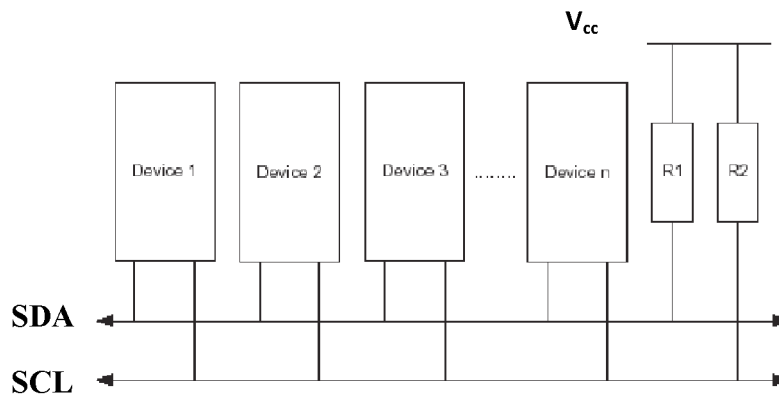 Vcc
Device 1
Device 2
Device 3
........
Device n
R1
R2
SDA
SCL